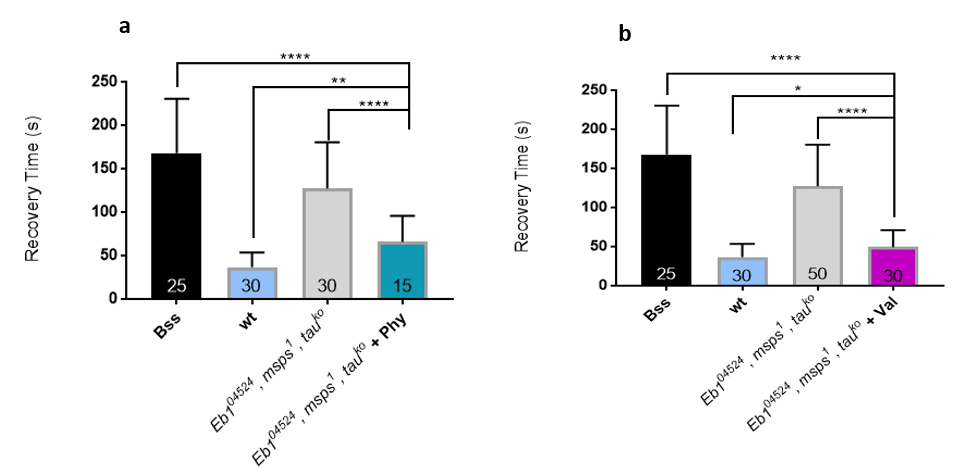 a
****
**
****
250
200
150
100
50
0
Recovery Time (s)
25
30
30
15
Bss
wt
Eb1^04524, msps^1, tau^ko
Eb1^04524, msps^1, tau^ko + Phy
b
****
*
****
250
200
150
100
50
0
Recovery Time (s)
25
30
50
30
Bss
wt
Eb1^04524, msps^1, tau^ko
Eb1^04524, msps^1, tau^ko + Val